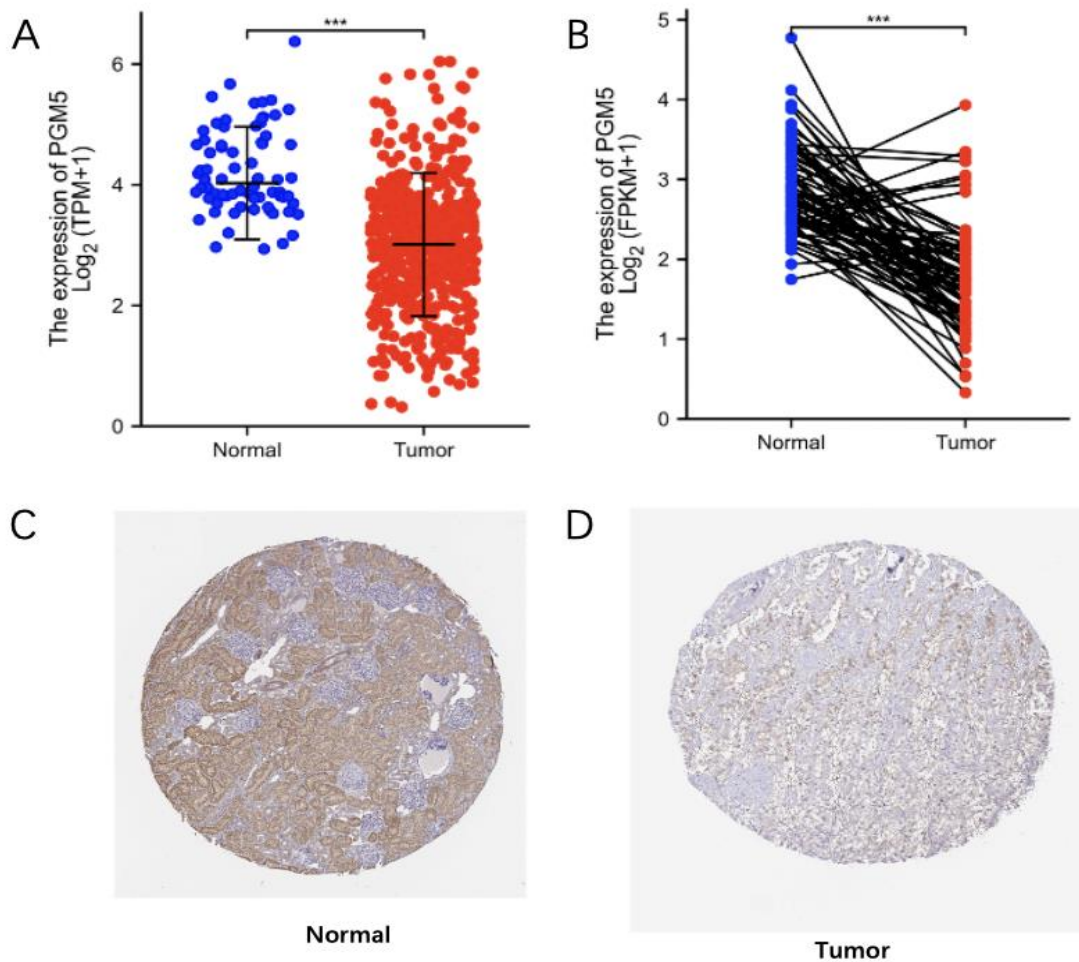 A
***
The expression of PGM5
Log2 (TPM+1)
6
4
2
0
Normal
Tumor
B
***
The expression of PGM5
Log2 (FPKM+1)
5
4
3
2
1
0
Normal
Tumor
C
Normal
D
Tumor